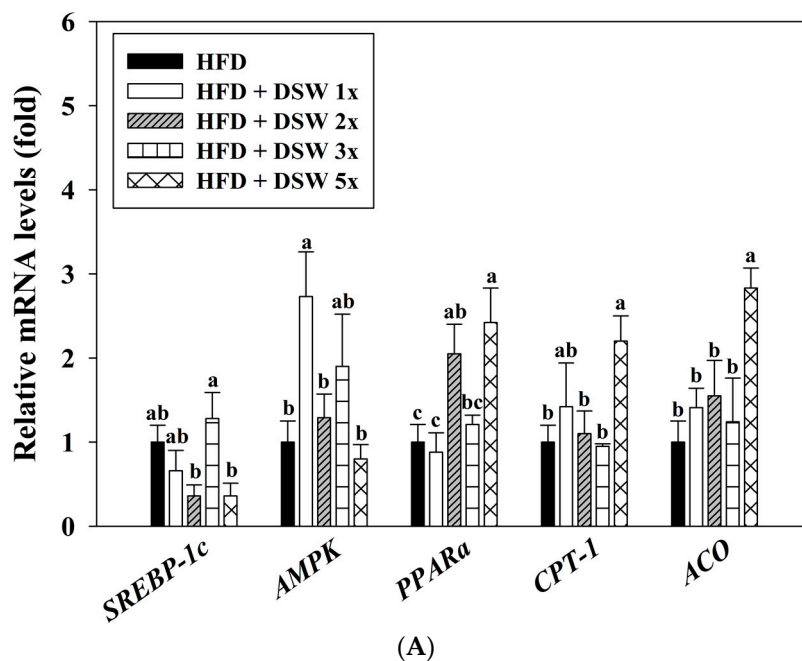 6
5
4
3
2
1
0
Relative mRNA levels (fold)
HFD
HFD + DSW 1x
HFD + DSW 2x
HFD + DSW 3x
HFD + DSW 5x
ab
ab
b
a
b
b
a
b
ab
b
c
c
ab
bc
a
b
ab
b
b
a
b
b
b
b
a
SREBP-1c
AMPK
PPARa
CPT-1
ACO
(A)